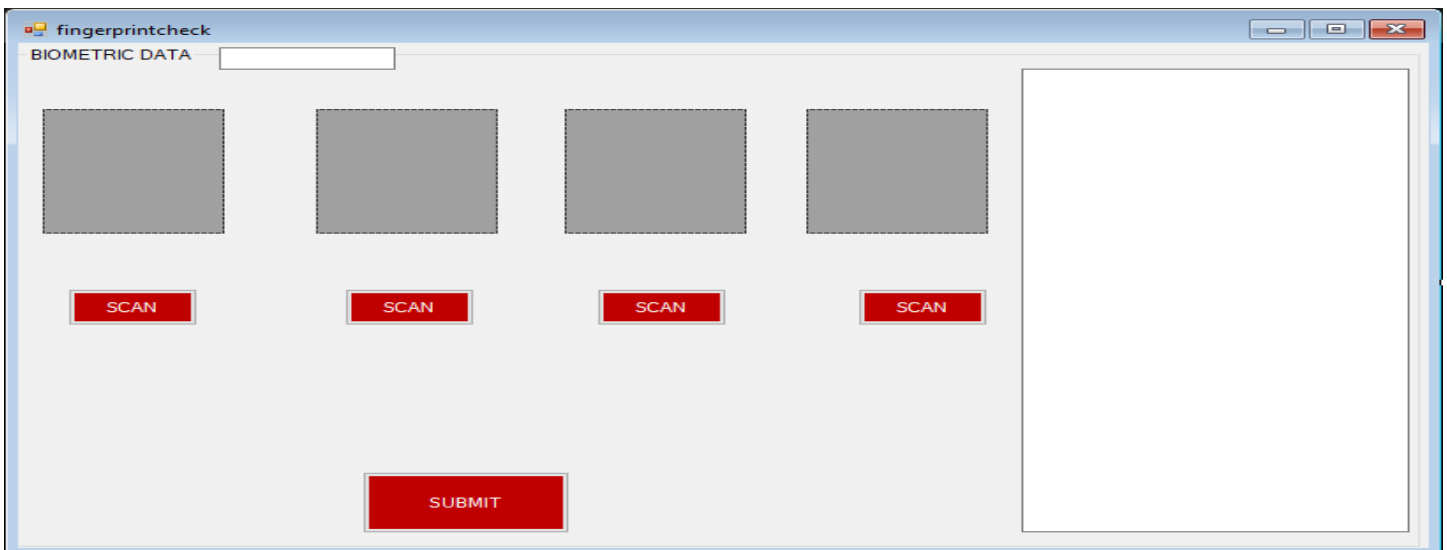 fingerprintcheck
BIOMETRIC DATA
SCAN SCAN SCAN SCAN
SUBMIT